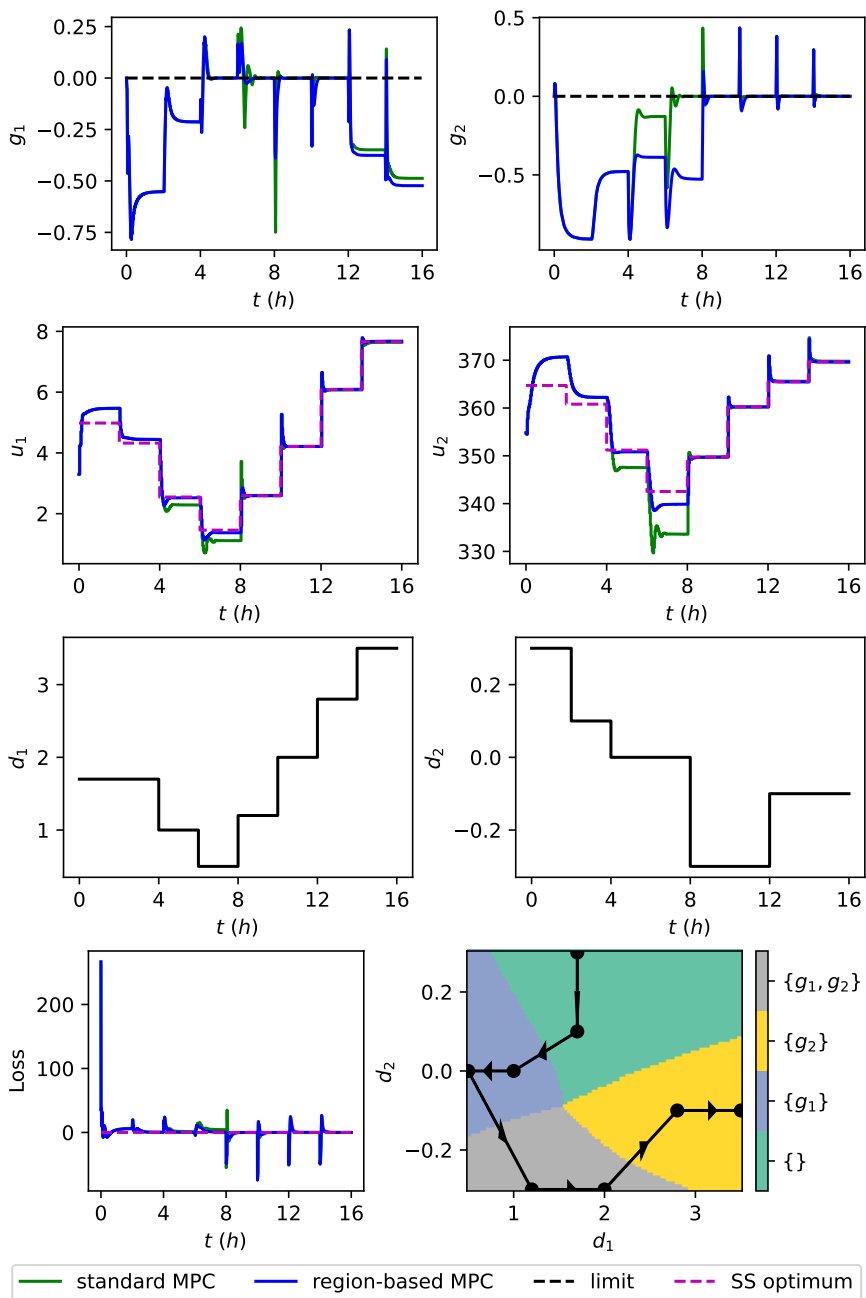 0.25
0.00
−0.25
−0.50
−0.75
g1
0 4 8 12 16
t (h)
0.5
0.0
−0.5
g2
0 4 8 12 16
t (h)
8
6
4
2
u1
0 4 8 12 16
t (h)
370
360
350
340
330
u2
0 4 8 12 16
t (h)
3
2
1
d1
0 4 8 12 16
t (h)
0.2
0.0
−0.2
d2
0 4 8 12 16
t (h)
200
100
0
Loss
0 4 8 12 16
t (h)
0.2
0.0
−0.2
d2
1 2 3
d1
{g1, g2}
{g2}
{g1}
{}
standard MPC region-based MPC limit SS optimum